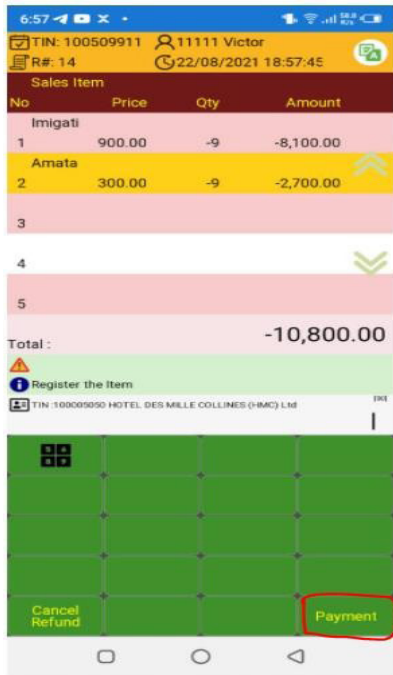 6:57
TIN: 100509911 11111 Victor
R#: 14 22/08/2021 18:57:45
Sales Item
No Price Qty Amount
Imigati
1 900.00 -9 -8,100.00
Amata
2 300.00 -9 -2,700.00
3
4
5
Total : -10,800.00
Register the Item
TIN :100005050 HOTEL DES MILLE COLLINES (HMC) Ltd
Cancel Refund Payment